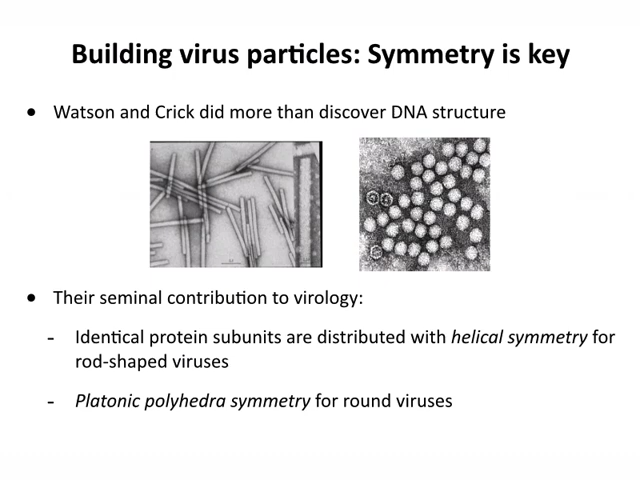 Building virus particles: Symmetry is key
• Watson and Crick did more than discover DNA structure
• Their seminal contribution to virology:
- Identical protein subunits are distributed with helical symmetry for
rod-shaped viruses
- Platonic polyhedra symmetry for round viruses